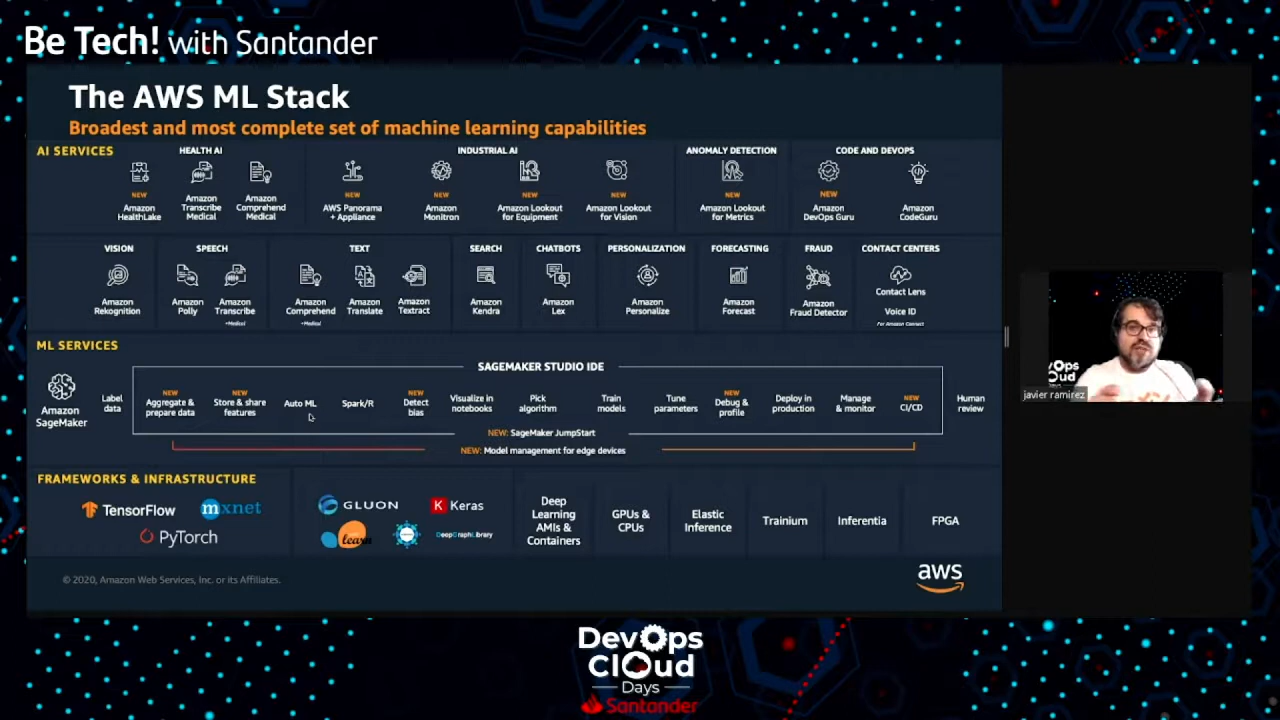 Be Tech! with Santander
The AWS ML Stack
Broadest and most complete set of machine learning capabilities
AI SERVICES
HEALTH AI
INDUSTRIAL AI
ANOMALY DETECTION
CODE AND DEVOPS
NEW
Amazon
HealthLake
Amazon
Transcribe
Medical
Amazon
Comprehend
Medical
NEW
AWS Panorama
+ Appliance
NEW
Amazon
Monitron
NEW
Amazon Lookout
for Equipment
NEW
Amazon Lookout
for Vision
NEW
Amazon Lookout
for Metrics
NEW
Amazon
DevOps Guru
Amazon
CodeGuru
VISION
SPEECH
TEXT
SEARCH
CHATBOTS
PERSONALIZATION
FORECASTING
FRAUD
CONTACT CENTERS
Amazon
Rekognition
Amazon
Polly
Amazon
Transcribe
+Medical
Amazon
Comprehend
+Medical
Amazon
Translate
Amazon
Textract
Amazon
Kendra
Amazon
Lex
Amazon
Personalize
Amazon
Forecast
Amazon
Fraud Detector
Contact Lens
Voice ID
For Amazon Connect
ML SERVICES
SAGEMAKER STUDIO IDE
Amazon
SageMaker
Label
data
NEW
Aggregate &
prepare data
NEW
Store & share
features
Auto ML
Spark/R
NEW
Detect
bias
Visualize in
notebooks
Pick
algorithm
Train
models
Tune
parameters
NEW
Debug &
profile
Deploy in
production
Manage
& monitor
NEW
CI/CD
Human
review
NEW: SageMaker JumpStart
NEW: Model management for edge devices
FRAMEWORKS & INFRASTRUCTURE
TensorFlow
mxnet
PyTorch
GLUON
K Keras
learn
DeepGraphLibrary
Deep
Learning
AMIs &
Containers
GPUs &
CPUs
Elastic
Inference
Trainium
Inferentia
FPGA
© 2020, Amazon Web Services, Inc. or its Affiliates.
aws
Ops
oud
javier ramirez
DevOps
Cloud
Days
Santander